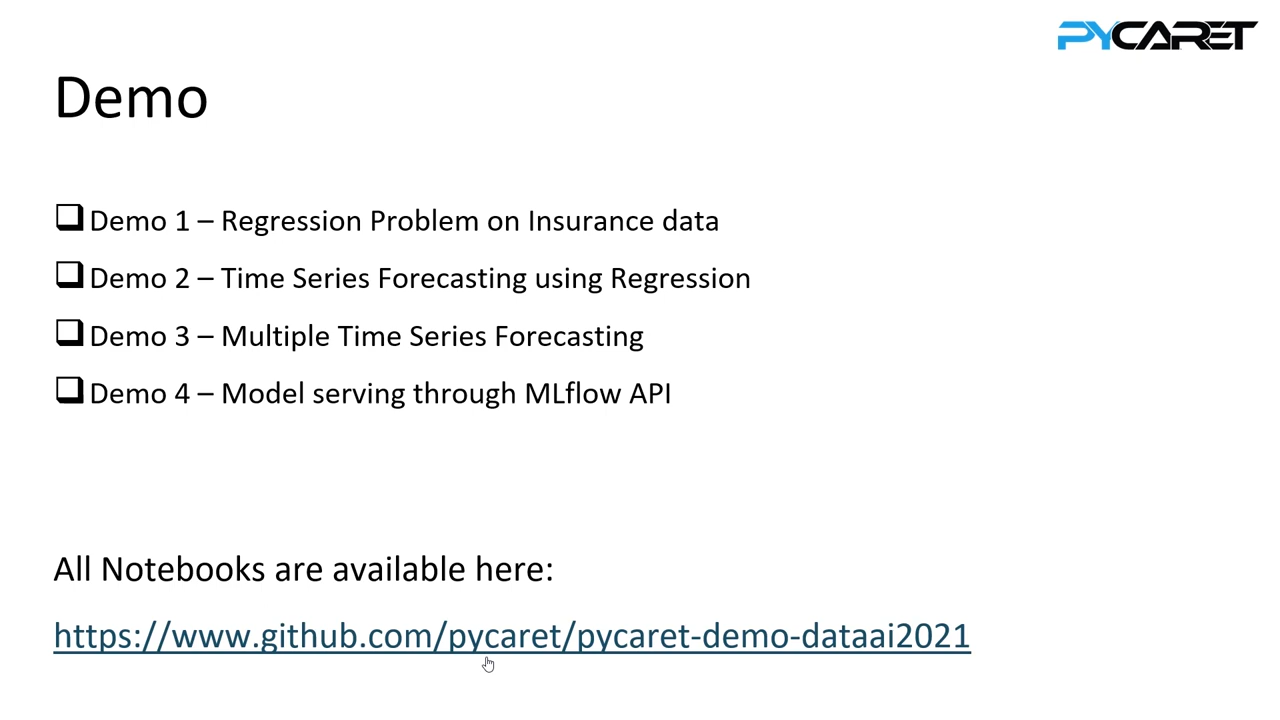 PYCARET
Demo
Demo 1 – Regression Problem on Insurance data
Demo 2 – Time Series Forecasting using Regression
Demo 3 – Multiple Time Series Forecasting
Demo 4 – Model serving through MLflow API
All Notebooks are available here:
https://www.github.com/pycaret/pycaret-demo-dataai2021